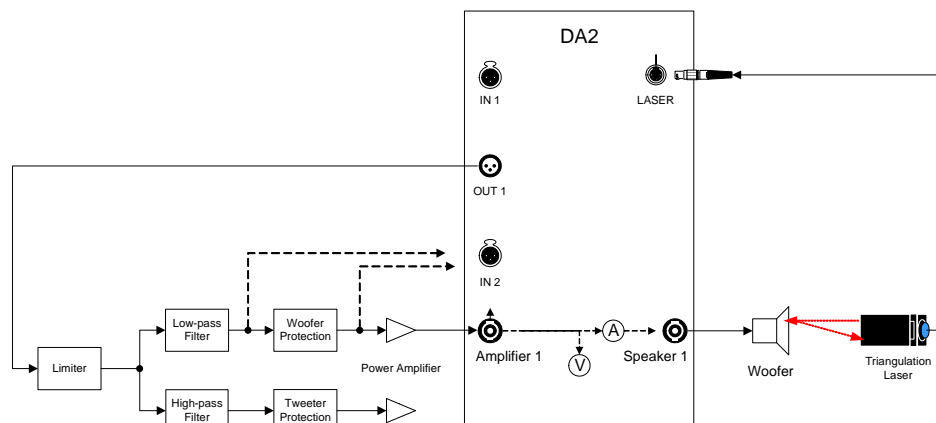 DA2
IN 1
LASER
OUT 1
IN 2
Low-pass
Filter
Woofer
Protection
Power Amplifier
Amplifier 1
A
V
Speaker 1
Woofer
Triangulation
Laser
Limiter
High-pass
Filter
Tweeter
Protection